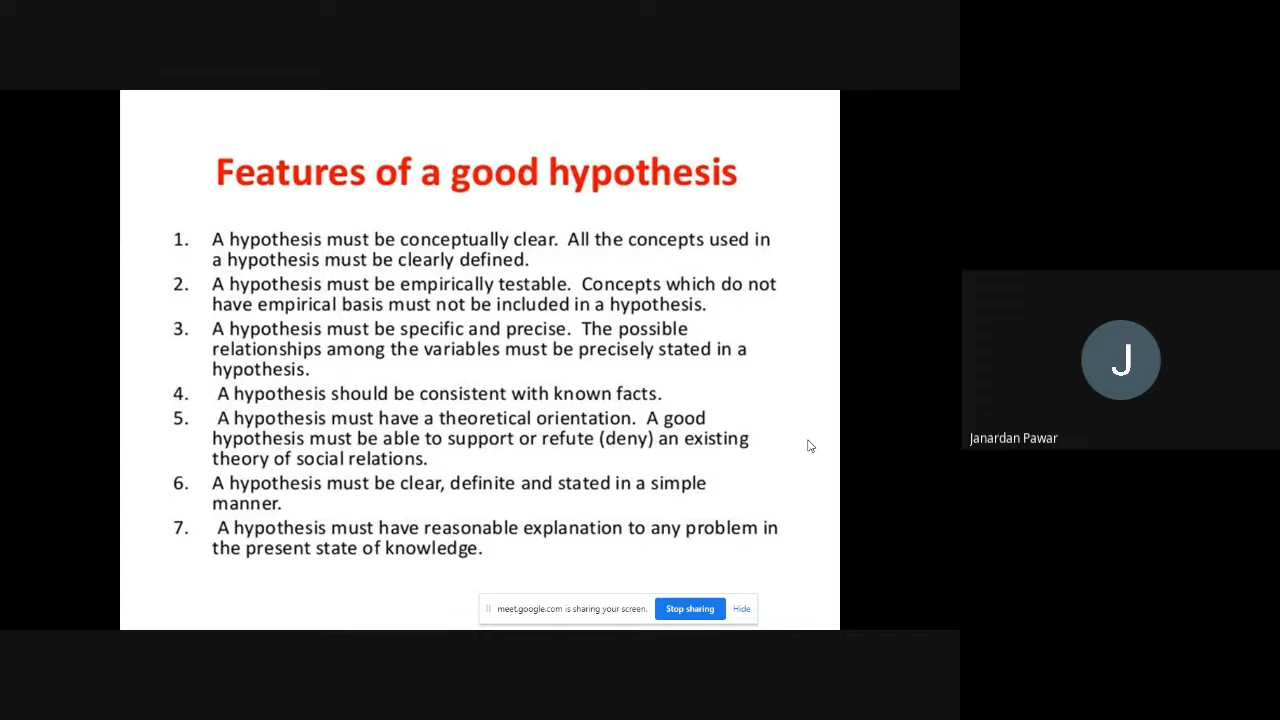 Features of a good hypothesis
1. A hypothesis must be conceptually clear. All the concepts used in
a hypothesis must be clearly defined.
2. A hypothesis must be empirically testable. Concepts which do not
have empirical basis must not be included in a hypothesis.
3. A hypothesis must be specific and precise. The possible
relationships among the variables must be precisely stated in a
hypothesis.
4. A hypothesis should be consistent with known facts.
5. A hypothesis must have a theoretical orientation. A good
hypothesis must be able to support or refute (deny) an existing
theory of social relations.
6. A hypothesis must be clear, definite and stated in a simple
manner.
7. A hypothesis must have reasonable explanation to any problem in
the present state of knowledge.
meet.google.com is sharing your screen. Stop sharing Hide
J
Janardan Pawar